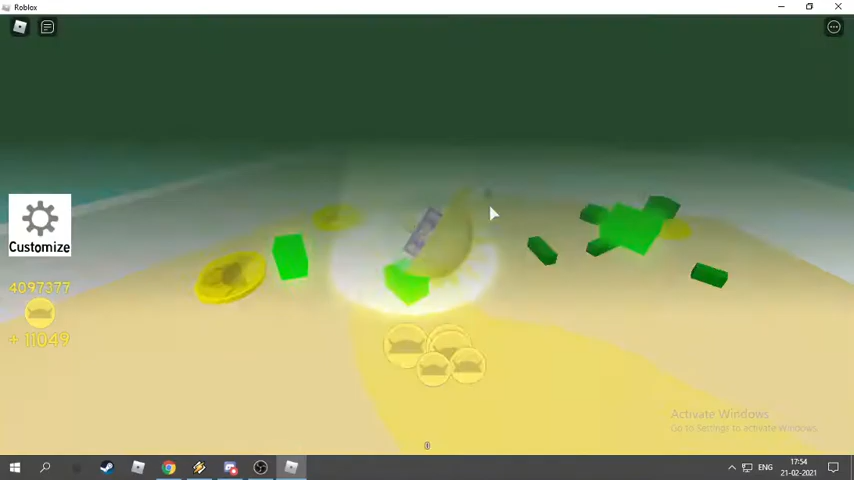 Roblox
Customize
4097377
+ 11049
Activate Windows
Go to Settings to activate Windows.
ENG
17:54
21-02-2021